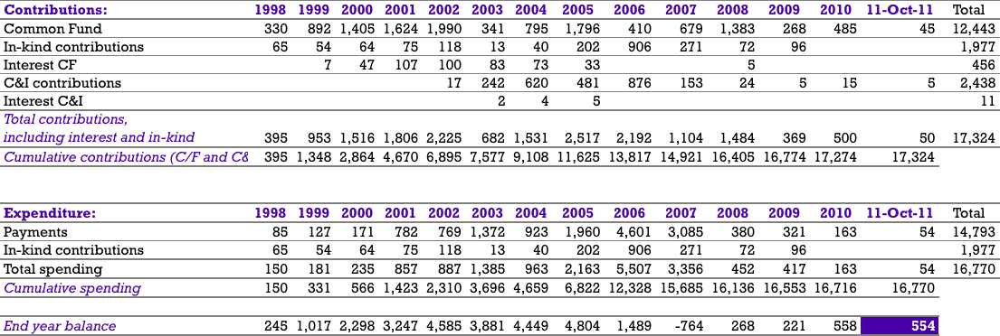 Contributions: 1998 1999 2000 2001 2002 2003 2004 2005 2006 2007 2008 2009 2010 11-Oct-11 Total
Common Fund 330 892 1,405 1,624 1,990 341 795 1,796 410 679 1,383 268 485 45 12,443
In-kind contributions 65 54 64 75 118 13 40 202 906 271 72 96 1,977
Interest CF 7 47 107 100 83 73 33 5 456
C&I contributions 17 242 620 481 876 153 24 5 15 5 2,438
Interest C&I 2 4 5 11
Total contributions,
including interest and in-kind 395 953 1,516 1,806 2,225 682 1,531 2,517 2,192 1,104 1,484 369 500 50 17,324
Cumulative contributions (C/F and C& 395 1,348 2,864 4,670 6,895 7,577 9,108 11,625 13,817 14,921 16,405 16,774 17,274 17,324
Expenditure: 1998 1999 2000 2001 2002 2003 2004 2005 2006 2007 2008 2009 2010 11-Oct-11 Total
Payments 85 127 171 782 769 1,372 923 1,960 4,601 3,085 380 321 163 54 14,793
In-kind contributions 65 54 64 75 118 13 40 202 906 271 72 96 1,977
Total spending 150 181 235 857 887 1,385 963 2,163 5,507 3,356 452 417 163 54 16,770
Cumulative spending 150 331 566 1,423 2,310 3,696 4,659 6,822 12,328 15,685 16,136 16,553 16,716 16,770
End year balance 245 1,017 2,298 3,247 4,585 3,881 4,449 4,804 1,489 -764 268 221 558 554